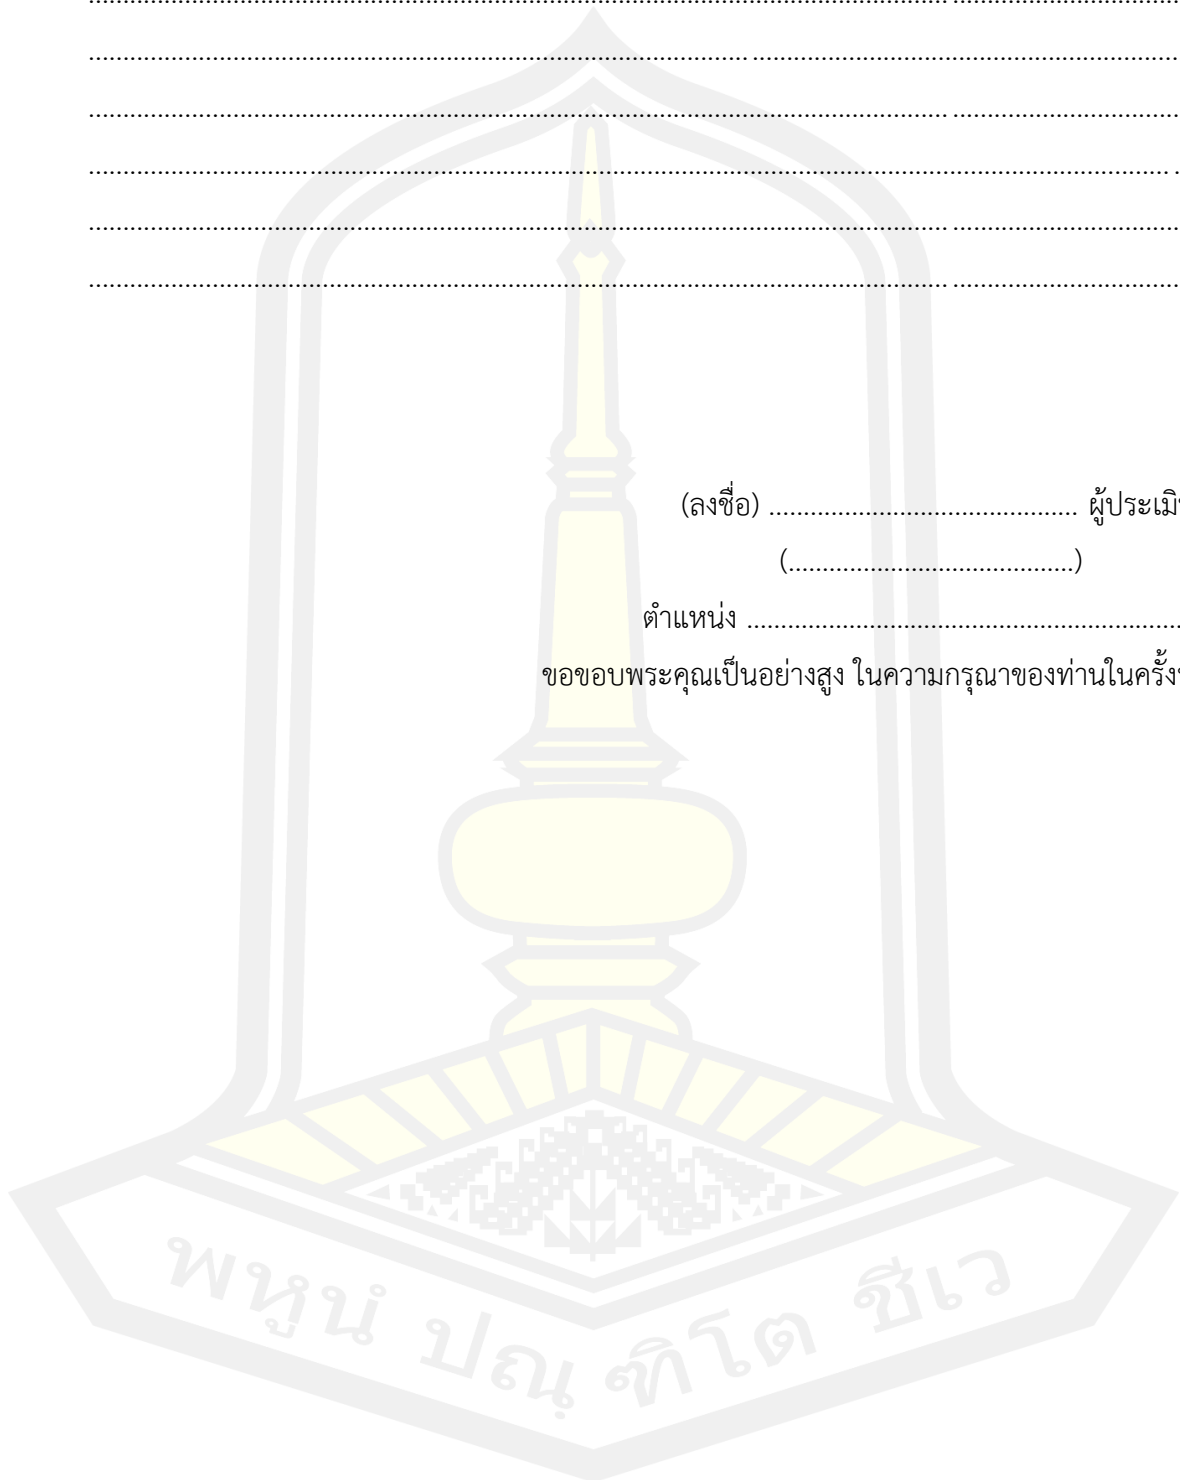 ........................................................................................................................... ................................
............................................................................................... .............................................................
........................................................................................................................... ................................
........................................................................................................................................................... .
........................................................................................................................... ................................
........................................................................................................................... ................................
(ลงชื่อ) ............................................. ผู้ประเมิ
(..........................................)
ตำแหน่ง ...............................................................
ขอขอบพระคุณเป็นอย่างสูง ในความกรุณาของท่านในครั้ง
พหูนํ ปณฺฑิโต ชีเว